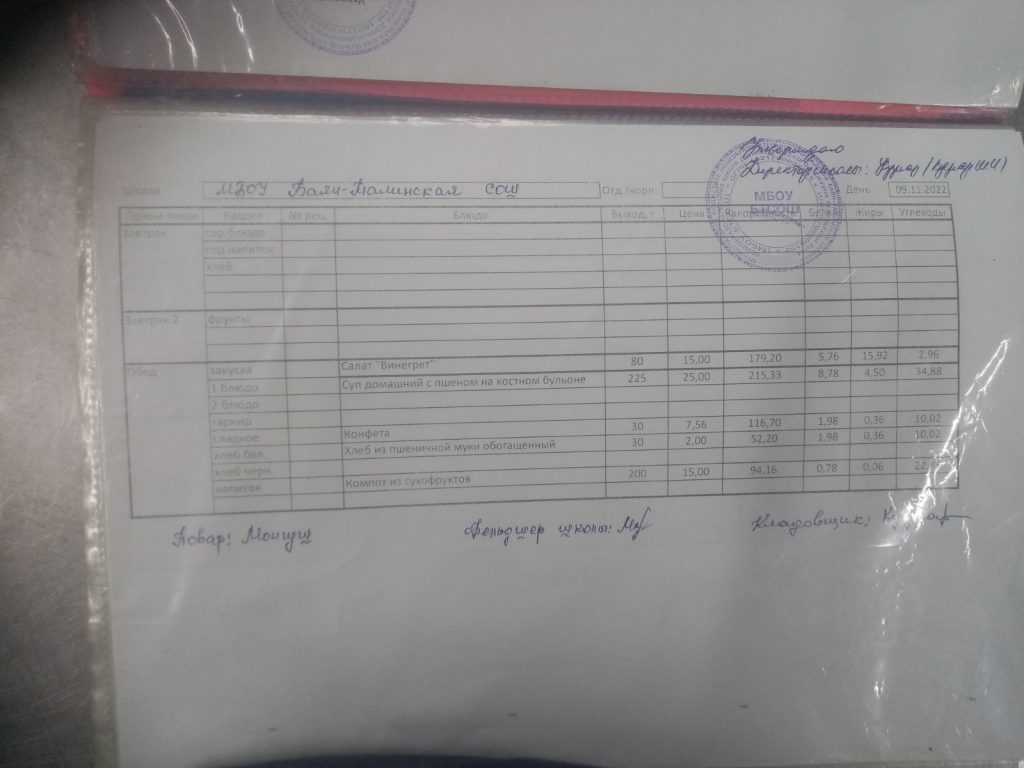 Утверждаю
Директор школы:
Школа МБОУ Баян-Талинская СОШ Отд./корп День 09.11.2022
МБОУ
БТСОШ
Прием пищи Раздел № рец. Блюдо Выход, г Цена Калорийность Белки Жиры Углеводы
Завтрак гор.блюдо
гор.напиток
хлеб
Завтрак 2 фрукты
Обед закуска Салат "Винегрет" 80 15,00 179,20 5,76 15,92 2,96
1 блюдо Суп домашний с пшеном на костном бульоне 225 25,00 215,33 8,78 4,50 34,88
2 блюдо
гарнир
сладкое Конфета 30 7,56 116,70 1,98 0,36 10,02
хлеб бел. Хлеб из пшеничной муки обогащенный 30 2,00 52,20 1,98 0,36 10,02
хлеб черн.
напиток Компот из сухофруктов 200 15,00 94,16 0,78 0,06
Повар: Монгуш Фельдшер школы: Кладовщик: